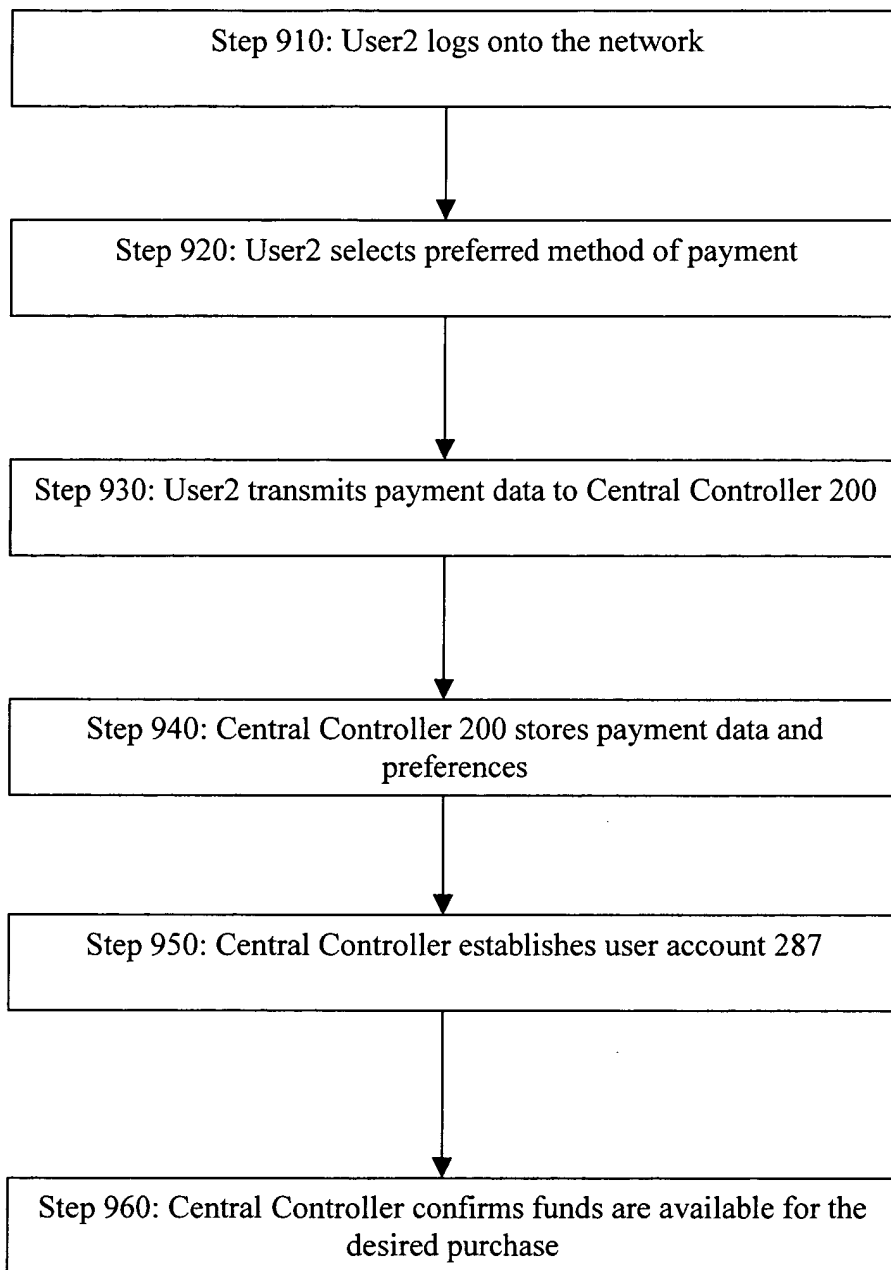 Step 910: User2 logs onto the network
Step 920: User2 selects preferred method of payment
Step 930: User2 transmits payment data to Central Controller 200
Step 940: Central Controller 200 stores payment data and
preferences
Step 950: Central Controller establishes user account 287
Step 960: Central Controller confirms funds are available for the
desired purchase